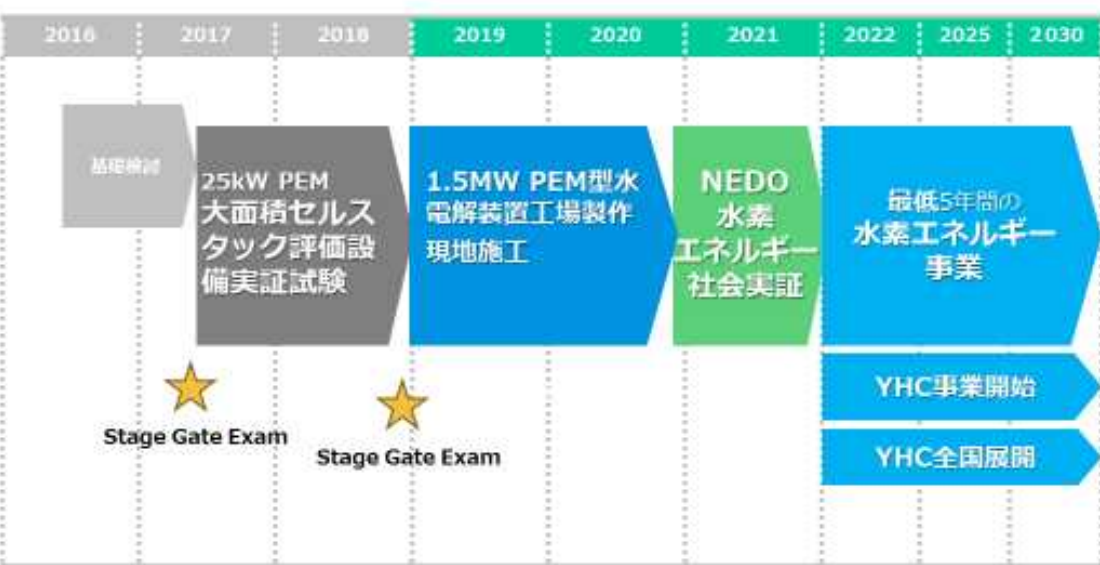 2016 2017 2018 2019 2020 2021 2022 2025 2030
基礎検討
25kW PEM
大面積セルス
タック評価設
備実証試験
1.5MW PEM型水
電解装置工場製作
現地施工
NEDO
水素
エネルギー
社会実証
最低5年間の
水素エネルギー
事業
YHC事業開始
YHC全国展開
Stage Gate Exam
Stage Gate Exam